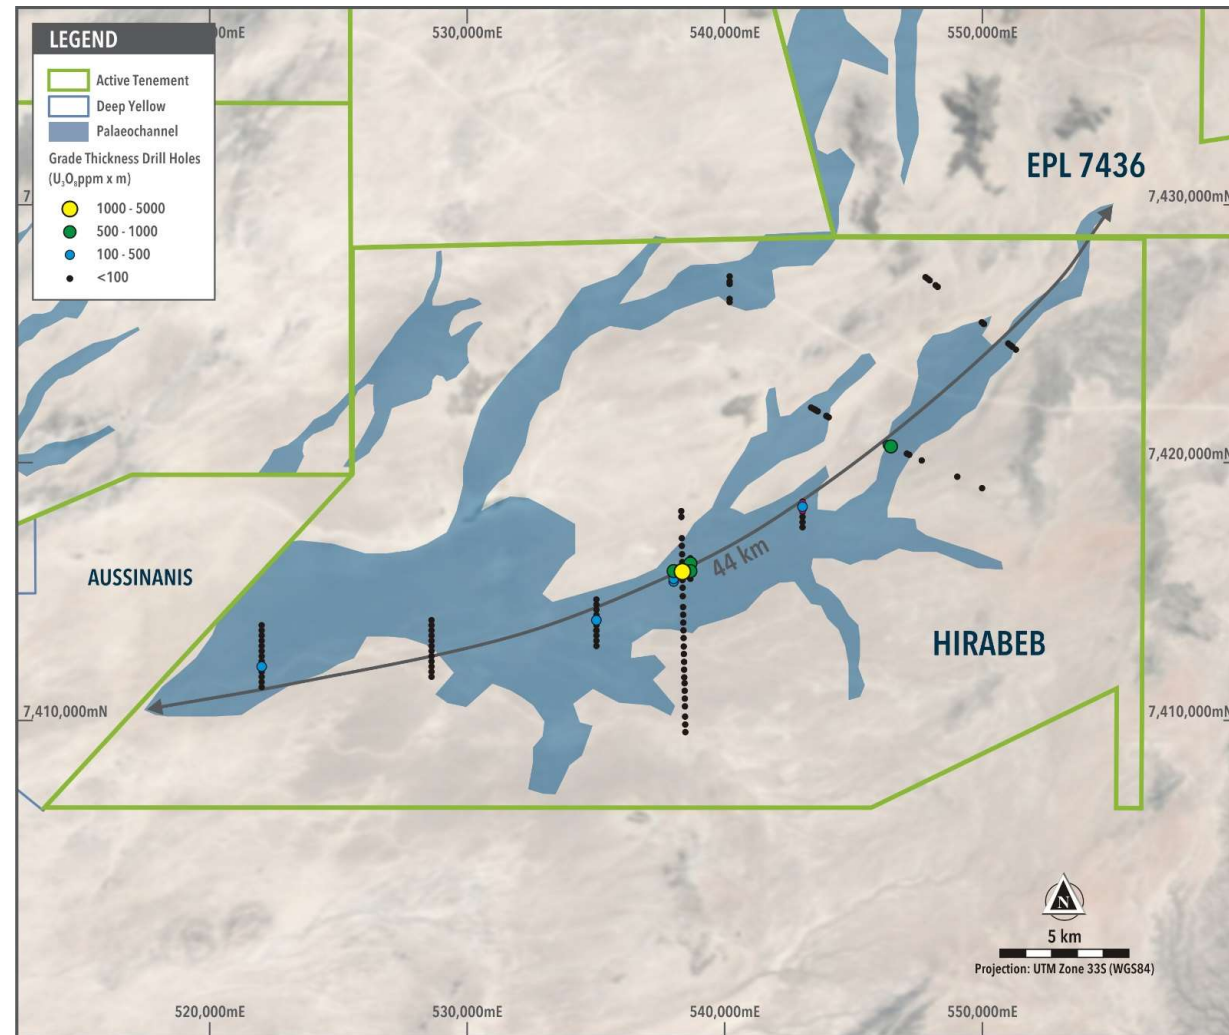 LEGEND
Active Tenement
Deep Yellow
Palaeochannel
Grade Thickness Drill Holes
(U₃O₈ppm x m)
1000 - 5000
500 - 1000
100 - 500
<100
0mE
530,000mE
540,000mE
550,000mE
EPL 7436
7
7,430,000mN
7,420,000mN
44 km
AUSSINANIS
HIRABEB
7,410,000mN
7,410,000mN
N
5 km
Projection: UTM Zone 33S (WGS84)
520,000mE
530,000mE
540,000mE
550,000mE